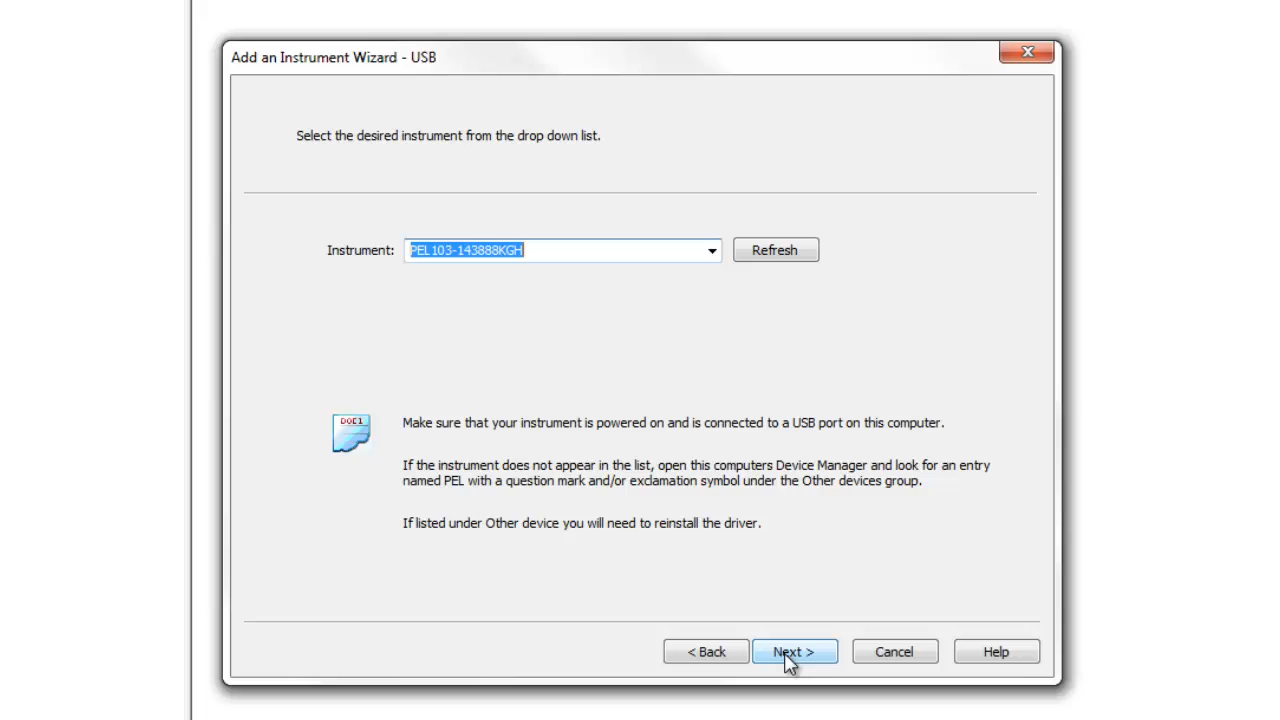 Add an Instrument Wizard - USB
Select the desired instrument from the drop down list.
Instrument: PEL103-143888KGH Refresh
DOE1
Make sure that your instrument is powered on and is connected to a USB port on this computer.
If the instrument does not appear in the list, open this computers Device Manager and look for an entry
named PEL with a question mark and/or exclamation symbol under the Other devices group.
If listed under Other device you will need to reinstall the driver.
< Back Next > Cancel Help